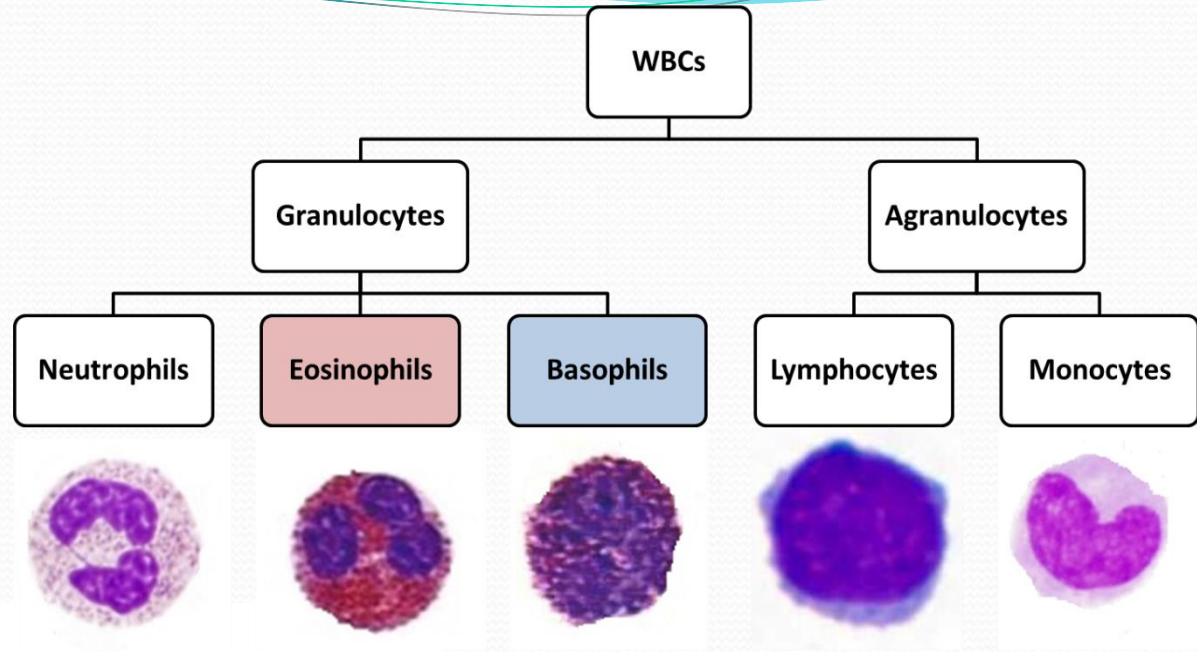 WBCs
Granulocytes
Agranulocytes
Neutrophils
Eosinophils
Basophils
Lymphocytes
Monocytes